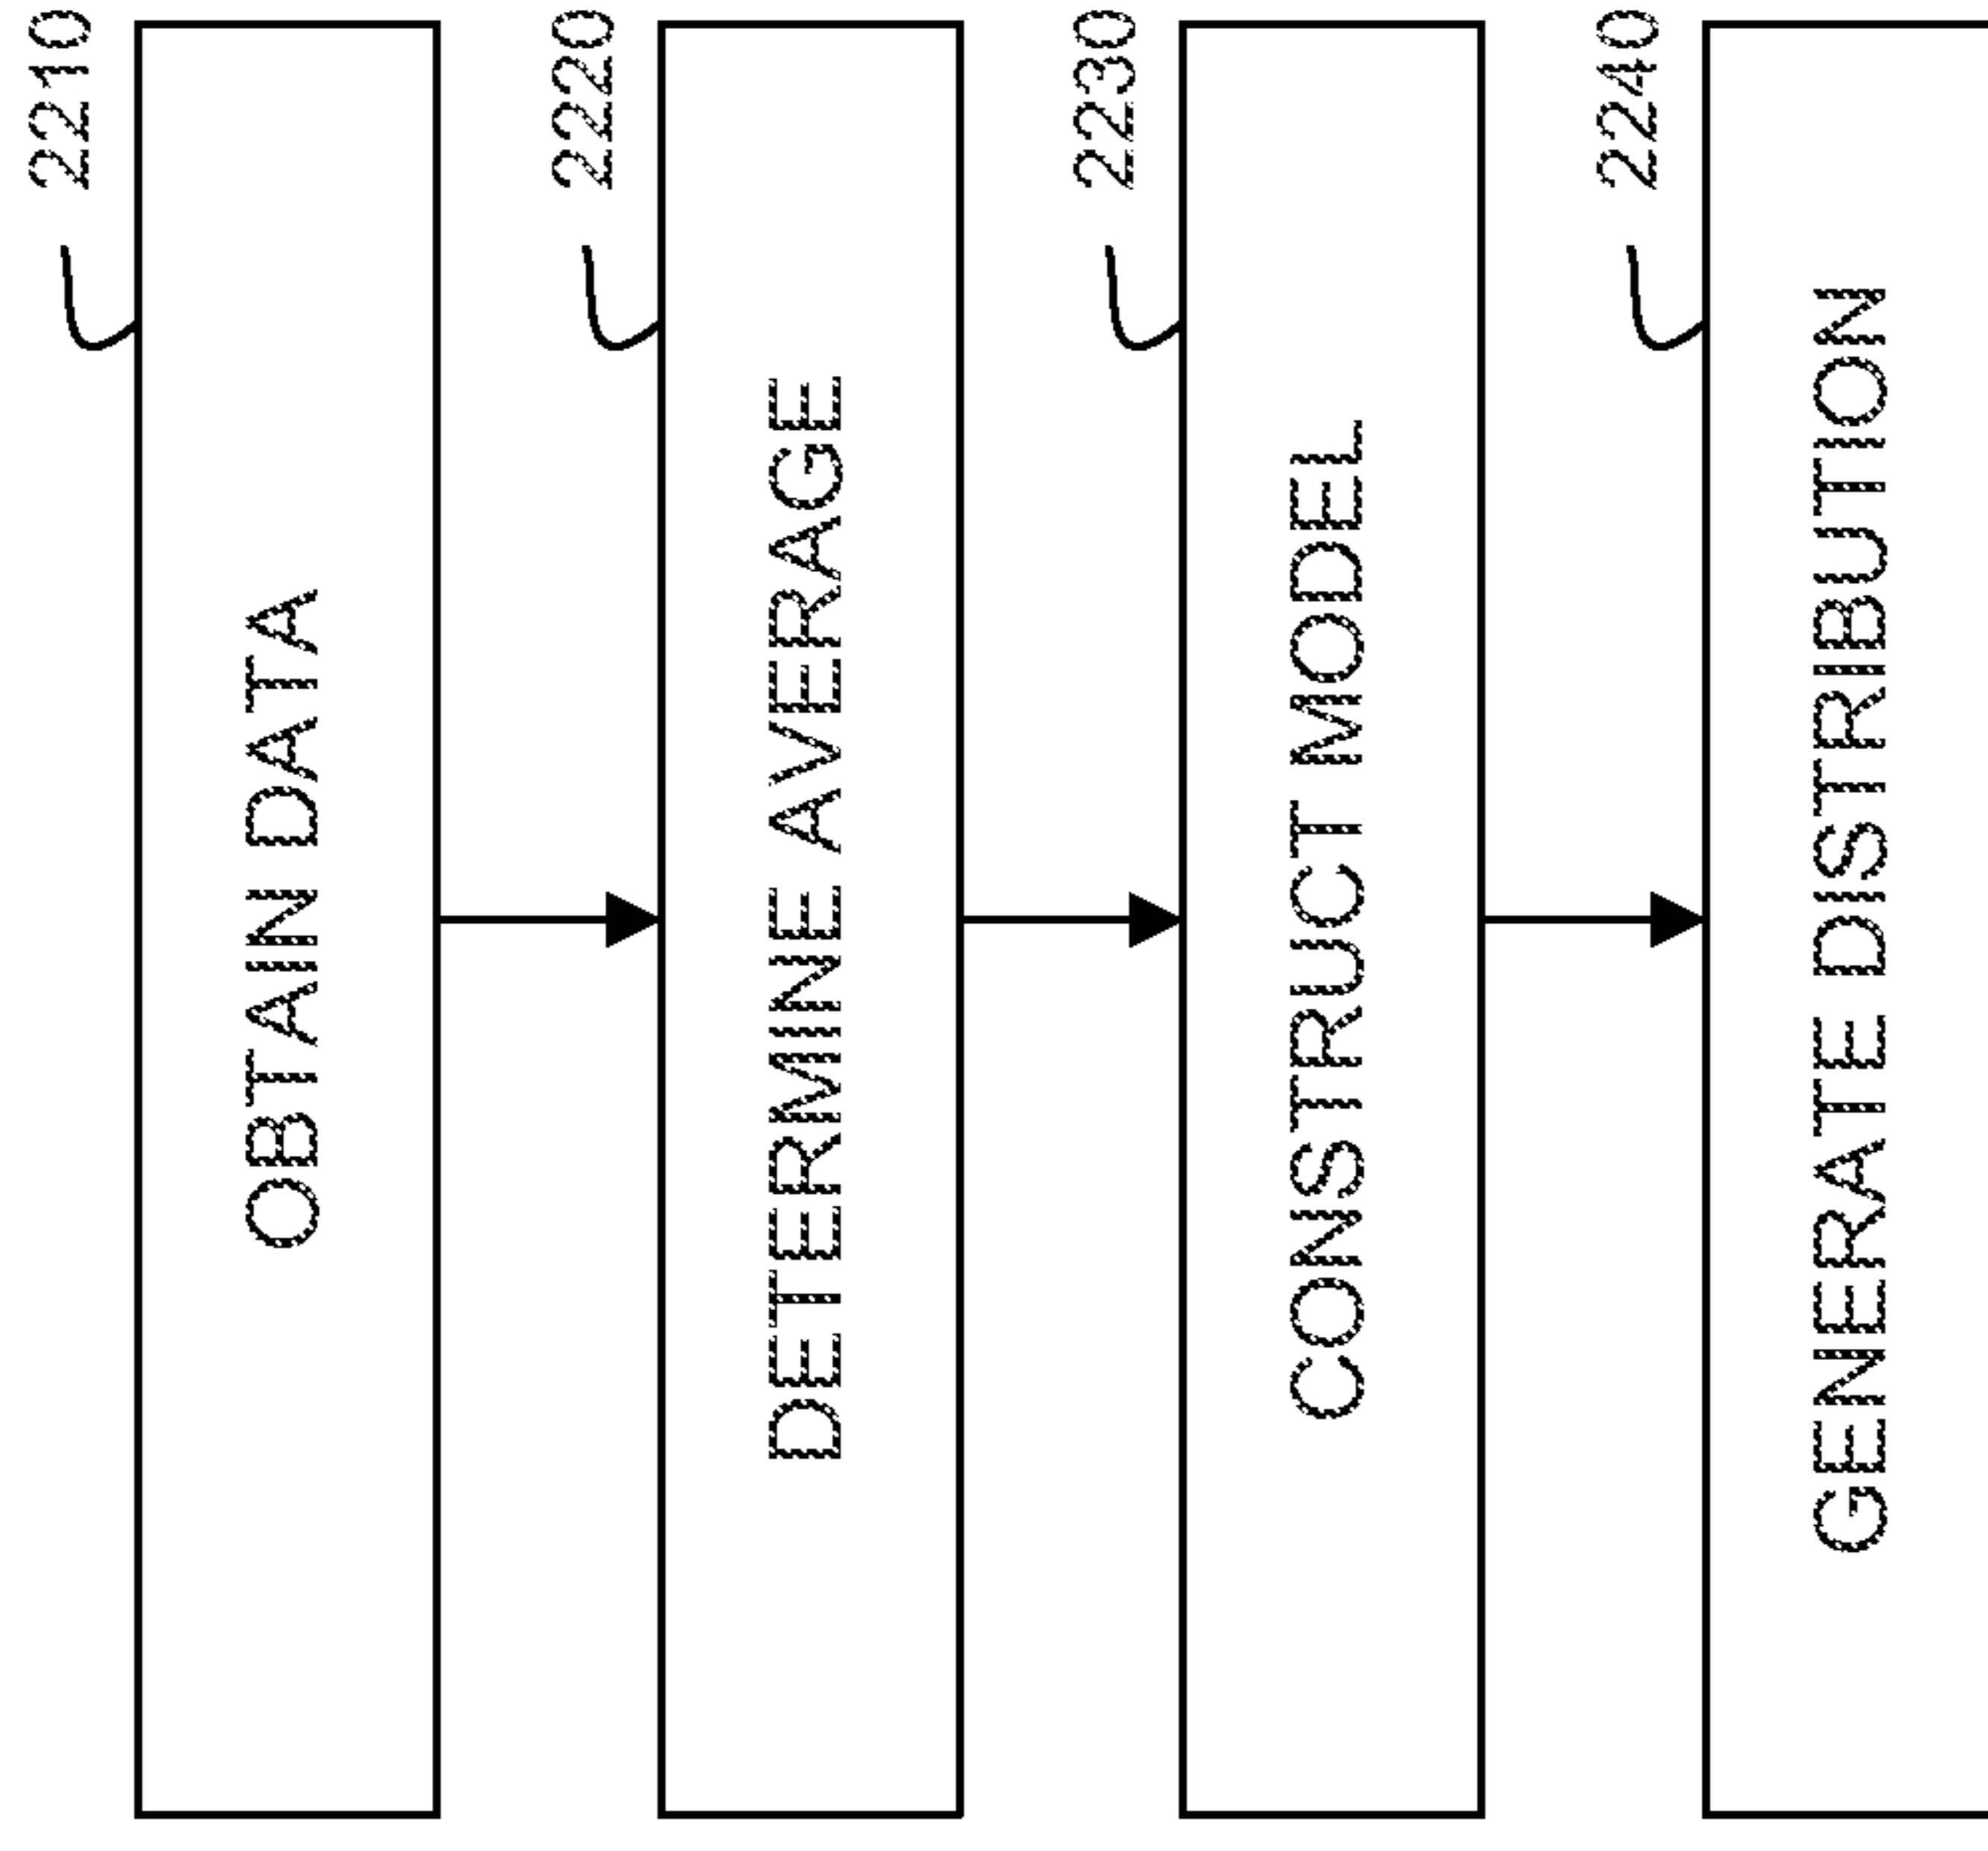 2210
OBTAIN DATA
2220
DETERMINE AVERAGE
2230
CONSTRUCT MODEL
2240
GENERATE DISTRIBUTION